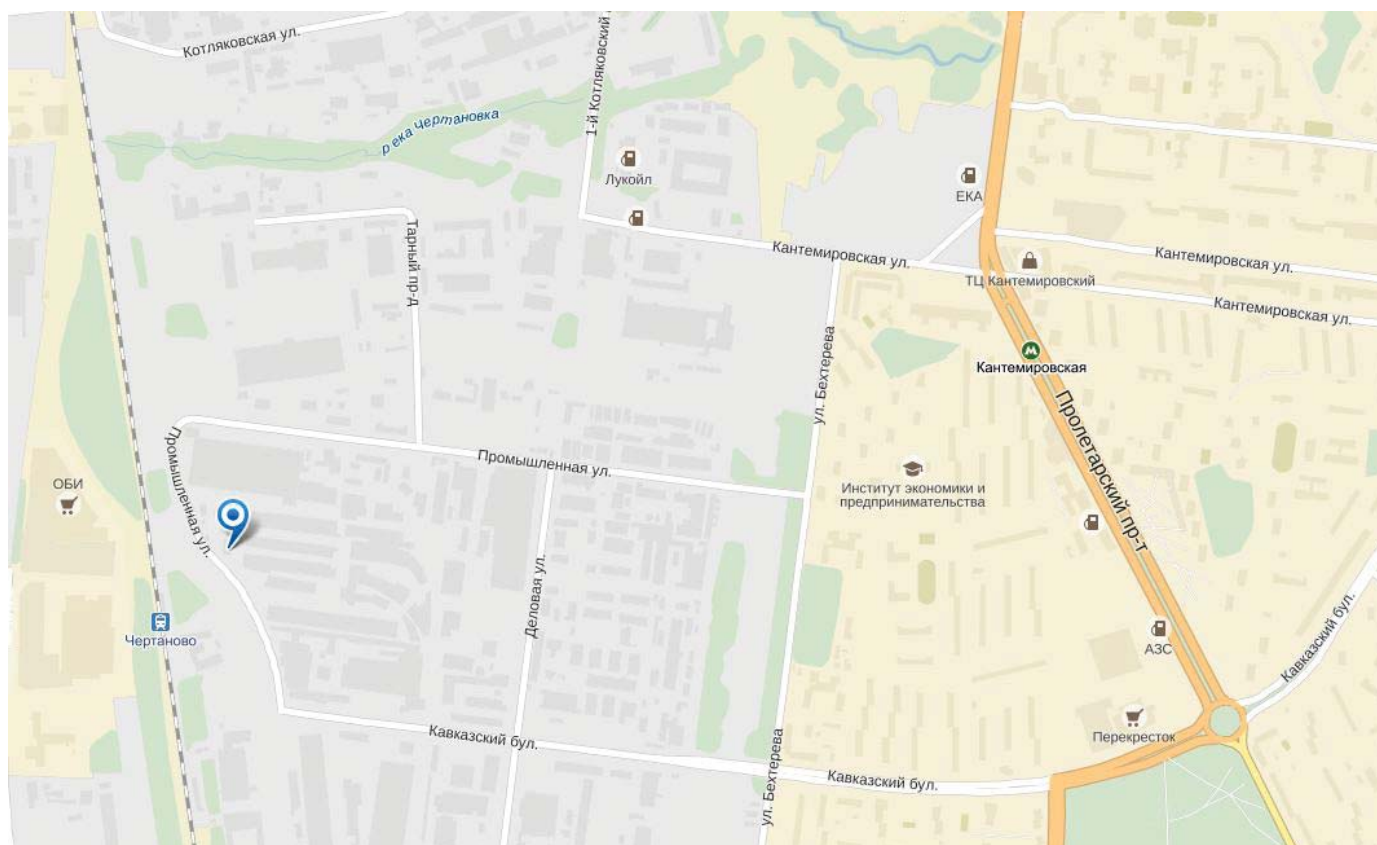 Котляковская ул.
1-й Котляковский
река Чертановка
Лукойл
ЕКА
Тарный пр-д
Кантемировская ул.
Кантемировская ул.
ТЦ Кантемировский
Кантемировская ул.
ул. Бехтерева
Кантемировская
Пролетарский пр-т
Промышленная ул.
Промышленная ул.
ОБИ
Институт экономики и
предпринимательства
Деловая ул.
Чертаново
АЗС
Кавказский бул.
Перекресток
Кавказский бул.
ул. Бехтерева
Кавказский бул.